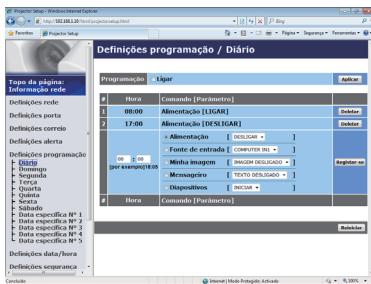 Projector Setup - Windows Internet Explorer
http://192.168.1.10/html/projectorsetup.html
Bing
Favoritos Projector Setup
Página Segurança Ferramentas
Definições programação / Diário
Topo da página:
Informação rede
Definições rede
Definições porta
Definições correio
Definições alerta
Definições programação
Diário
Domingo
Segunda
Terça
Quarta
Quinta
Sexta
Sábado
Data específica Nº 1
Data específica Nº 2
Data específica Nº 3
Data específica Nº 4
Data específica Nº 5
Definições data/hora
Definições segurança
Programação Ligar Aplicar
# Hora Comando [Parâmetro]
1 08:00 Alimentação [LIGAR] Deletar
2 17:00 Alimentação [DESLIGAR] Deletar
00 : 00
(por exemplo)18:05
Alimentação [ DESLIGAR ]
Fonte de entrada [ COMPUTER IN1 ]
Minha imagem [ IMAGEM DESLIGADO ]
Mensageiro [ TEXTO DESLIGADO ]
Diapositivos [ INICIAR ]
Registar-se
# Hora Comando [Parâmetro]
Reiniciar
Concluído
Internet | Modo Protegido: Activado
100%